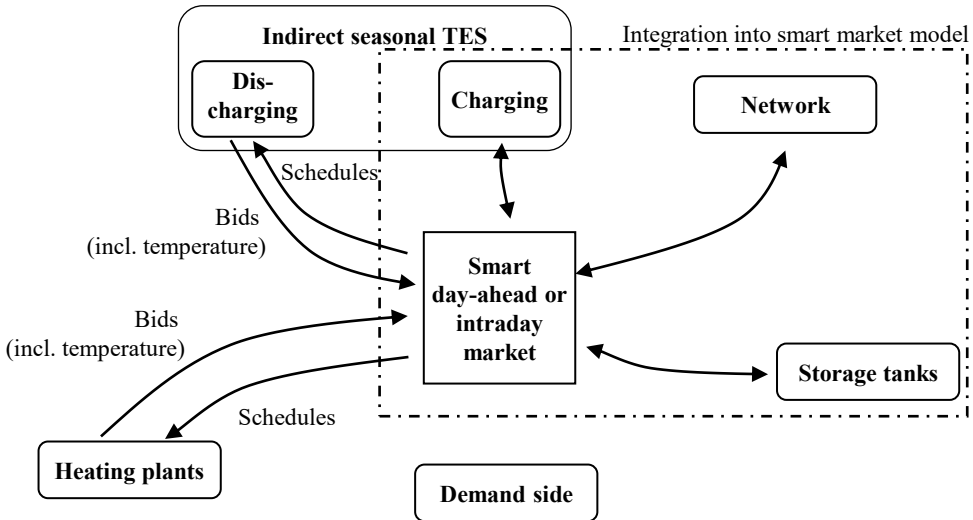 Indirect seasonal TES
Integration into smart market model
Dis-
charging
Charging
Network
Schedules
Bids
(incl. temperature)
Smart
day-ahead or
intraday
market
Bids
(incl. temperature)
Storage tanks
Schedules
Heating plants
Demand side